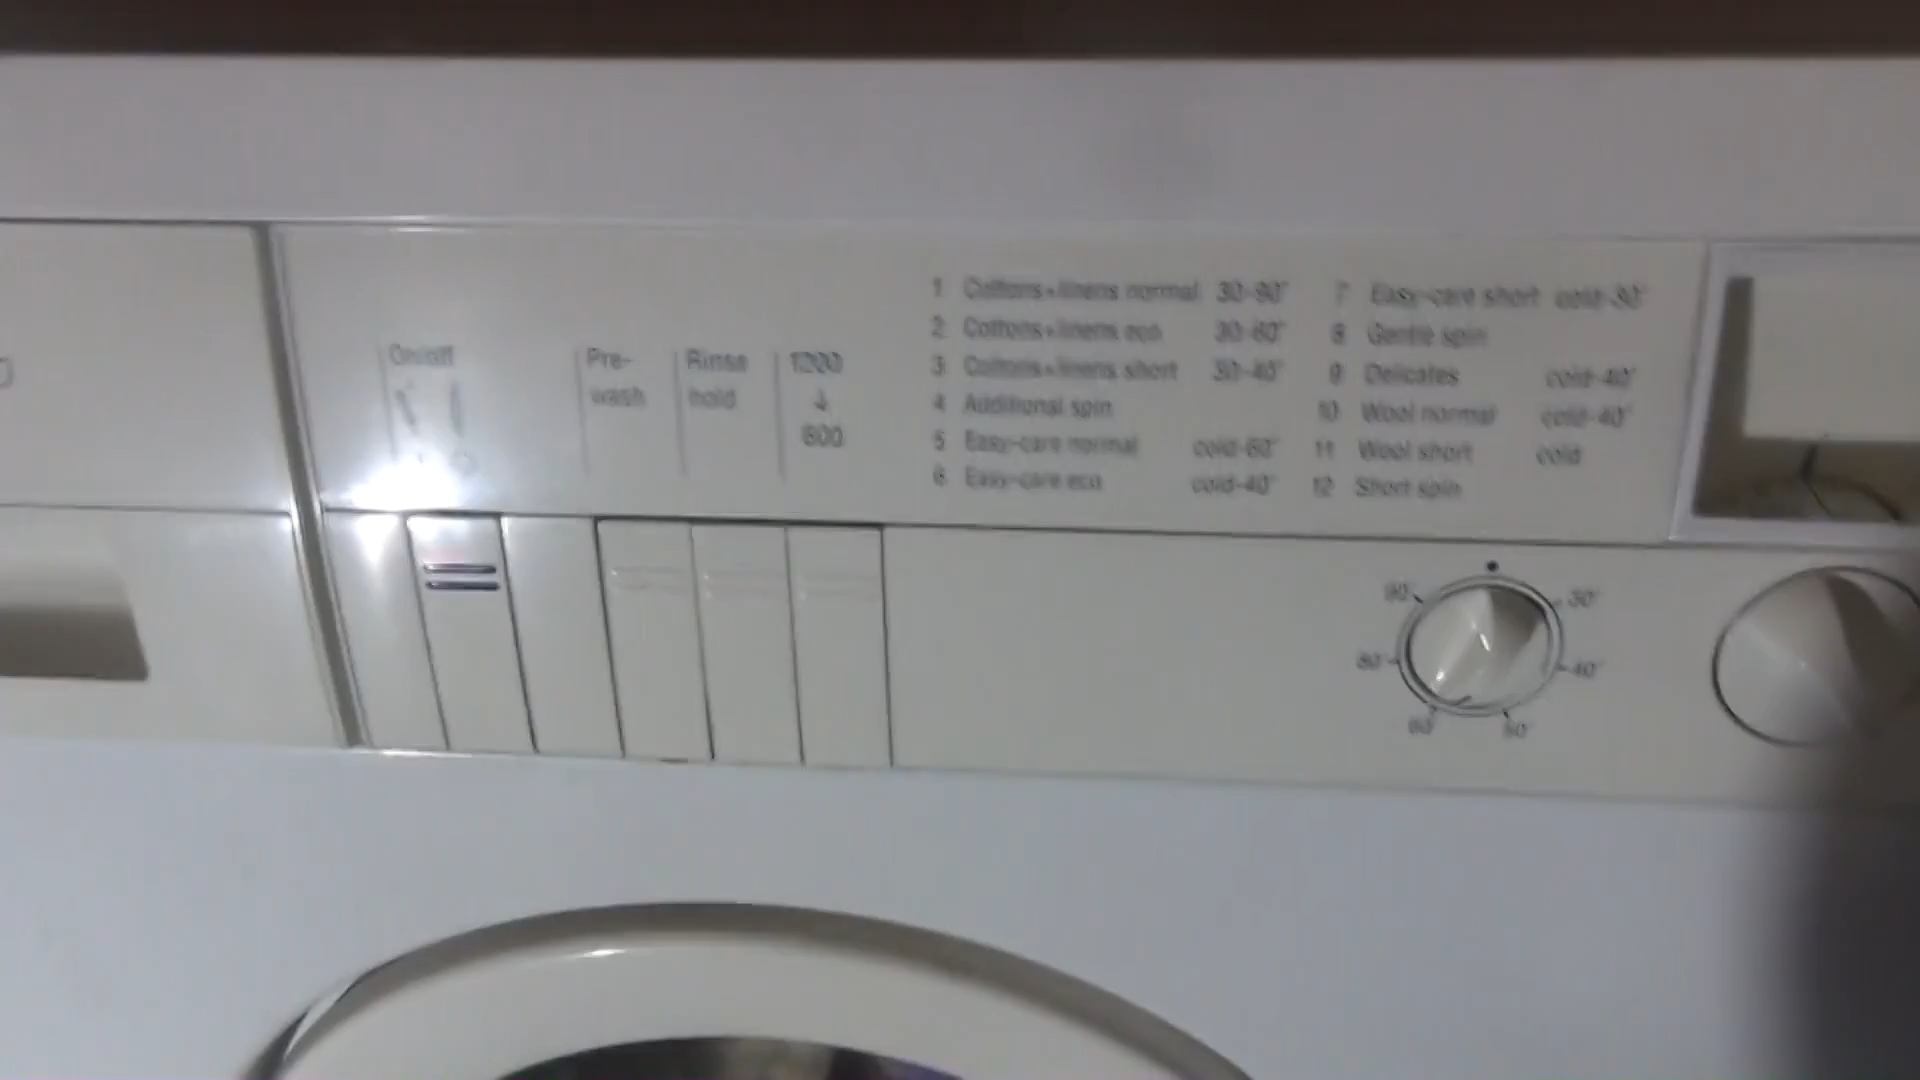 On/off
Pre-
wash
Rinse
hold
1200
↓
600
1 Cottons+linens normal 30-90°
2 Cottons+linens eco 30-60°
3 Cottons+linens short 30-40°
4 Additional spin
5 Easy-care normal cold-60°
6 Easy-care eco cold-40°
7 Easy-care short cold-30°
8 Gentle spin
9 Delicates cold-40°
10 Wool normal cold-40°
11 Wool short cold
12 Short spin
90°
30°
40°
50°
60°